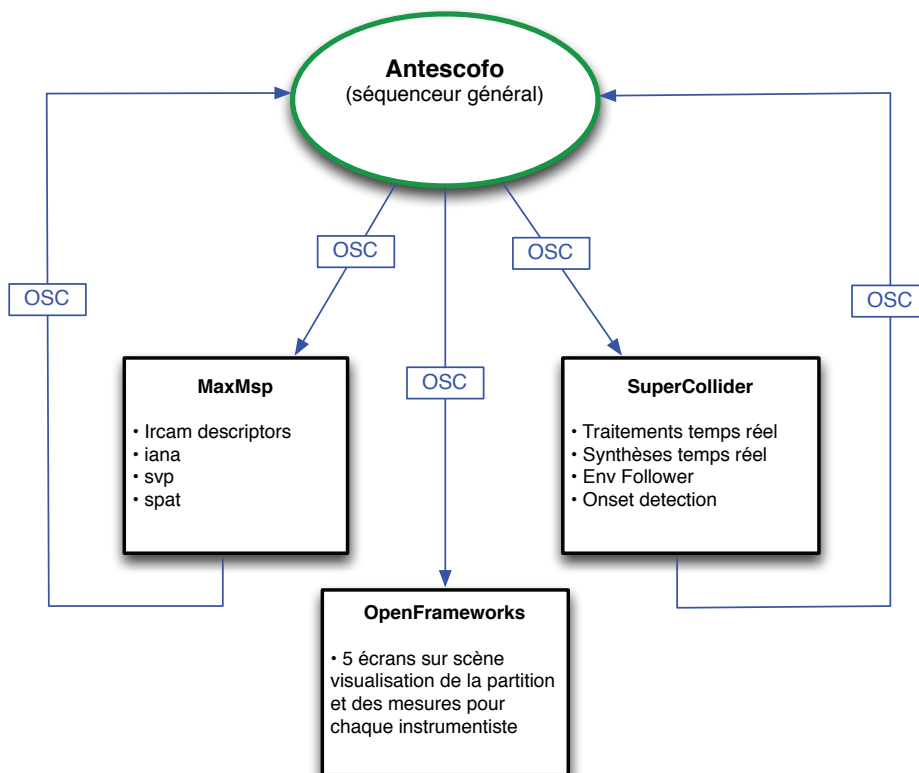 Antescofo
(séquenceur général)
OSC
OSC
OSC
OSC
OSC
MaxMsp
• Ircam descriptors
• iana
• svp
• spat
SuperCollider
• Traitements temps réel
• Synthèses temps réel
• Env Follower
• Onset detection
OpenFrameworks
• 5 écrans sur scène
visualisation de la partition
et des mesures pour
chaque instrumentiste